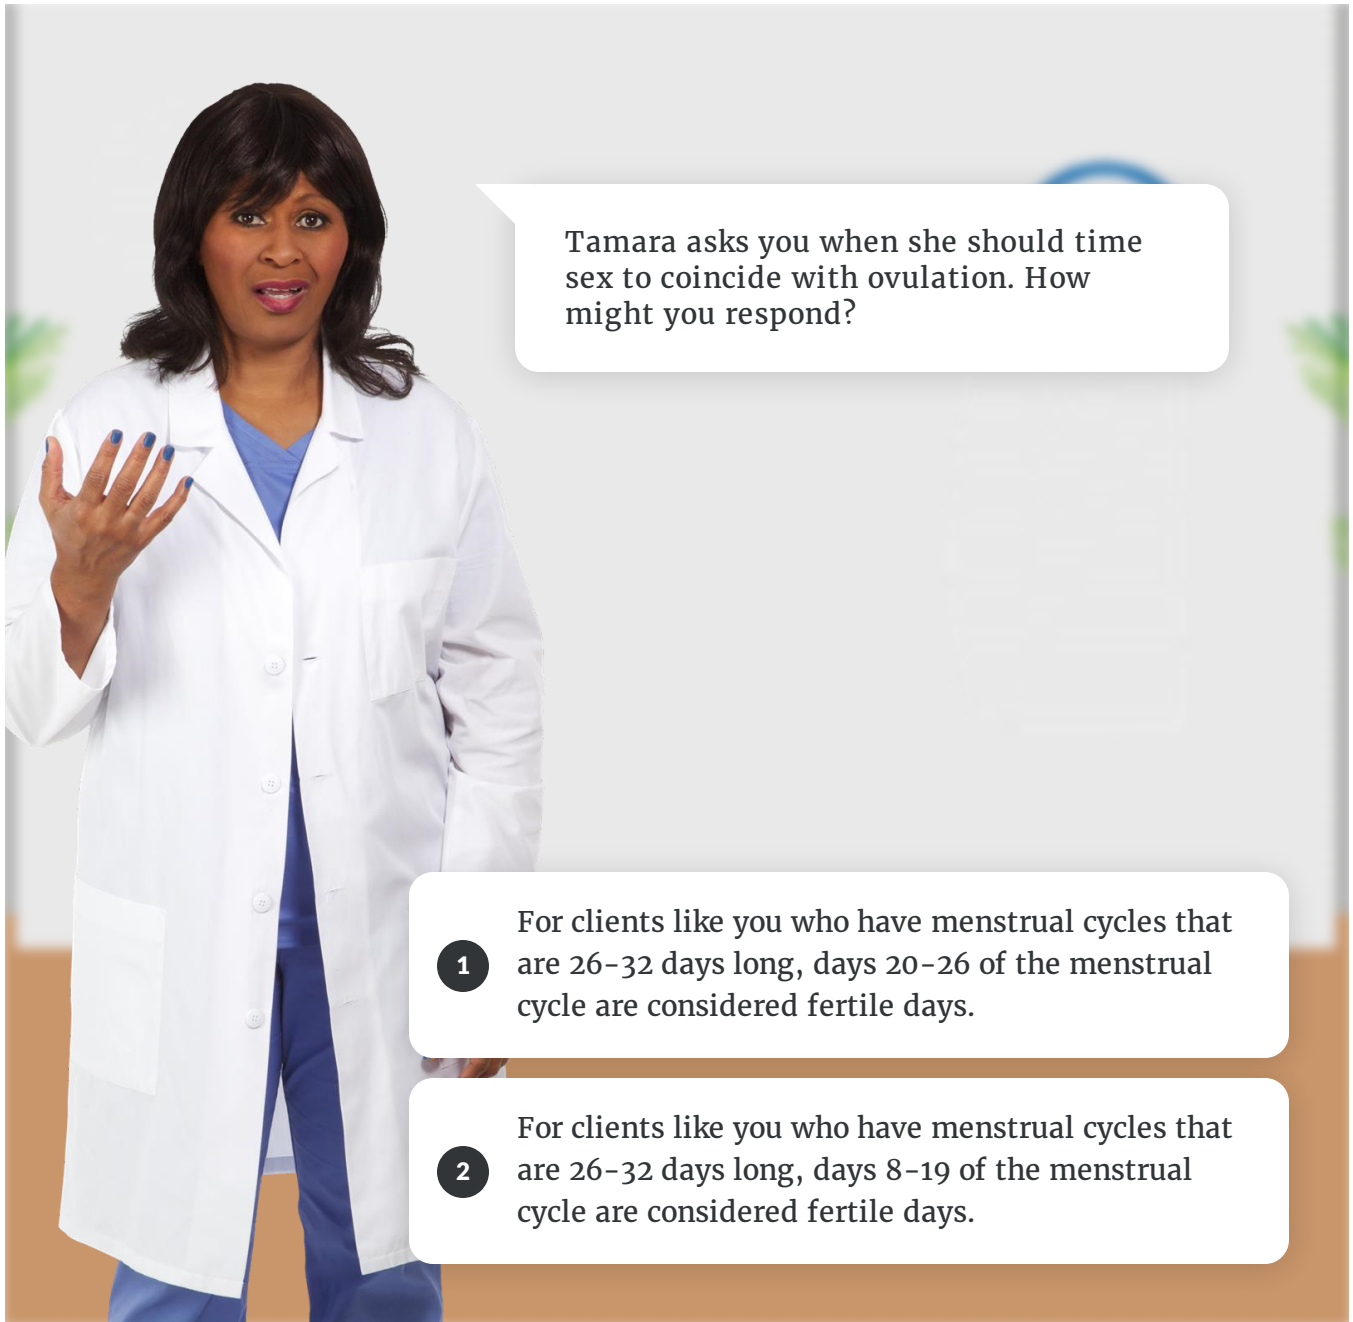 Tamara asks you when she should time
sex to coincide with ovulation. How
might you respond?
1
For clients like you who have menstrual cycles that
are 26-32 days long, days 20-26 of the menstrual
cycle are considered fertile days.
2
For clients like you who have menstrual cycles that
are 26-32 days long, days 8-19 of the menstrual
cycle are considered fertile days.